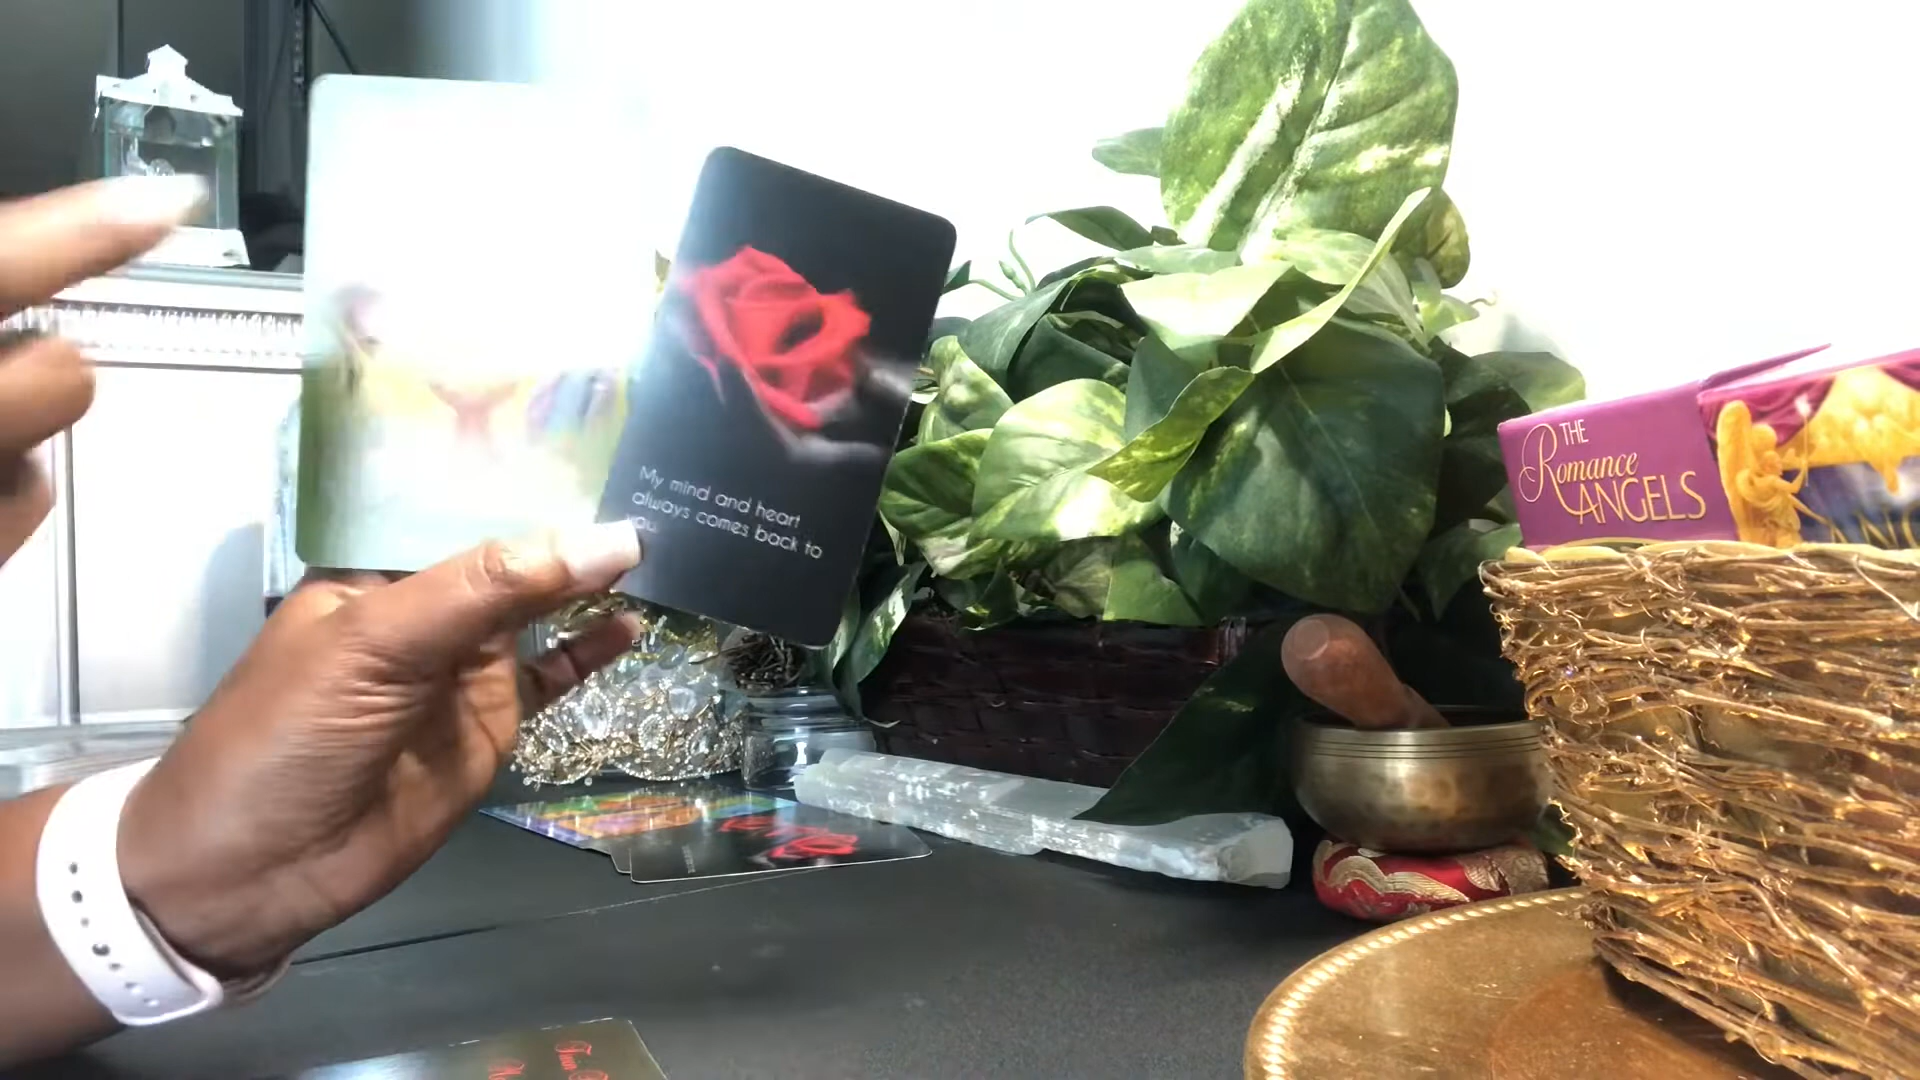 My mind and heart
always comes back to
you
THE
Romance
ANGELS